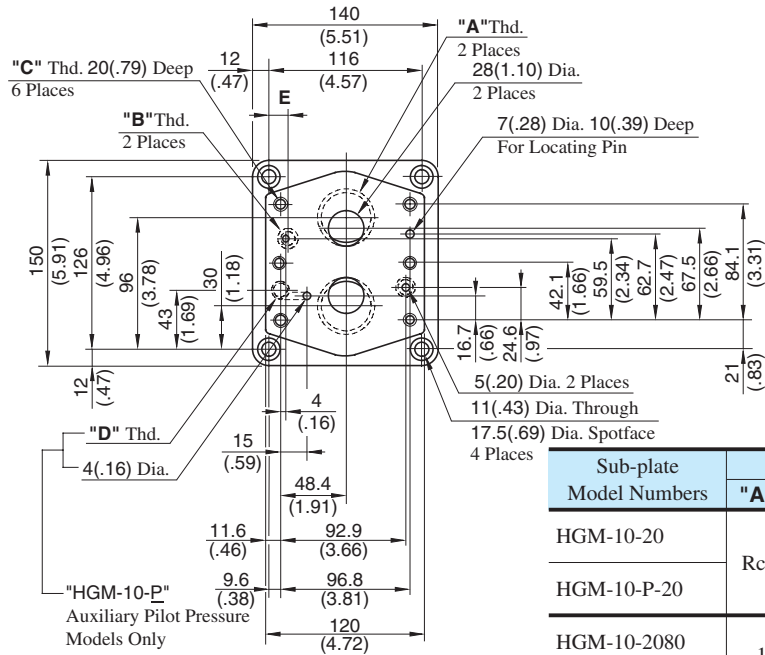 140
(5.51)
"A" Thd.
2 Places
12
(.47)
116
(4.57)
28(1.10) Dia.
2 Places
"C" Thd. 20(.79) Deep
6 Places
E
"B" Thd.
2 Places
7(.28) Dia. 10(.39) Deep
For Locating Pin
150
(5.91)
126
(4.96)
96
(3.78)
43
(1.69)
30
(1.18)
12
(.47)
16.7
(.66)
24.6
(.97)
42.1
(1.66)
59.5
(2.34)
62.7
(2.47)
67.5
(2.66)
84.1
(3.31)
21
(.83)
5(.20) Dia. 2 Places
11(.43) Dia. Through
17.5(.69) Dia. Spotface
4 Places
4
(.16)
"D" Thd.
15
(.59)
4(.16) Dia.
48.4
(1.91)
11.6
(.46)
92.9
(3.66)
9.6
(.38)
96.8
(3.81)
"HGM-10-P"
Auxiliary Pilot Pressure
Models Only
120
(4.72)
Sub-plate
Model Numbers
"A
HGM-10-20
Rc
HGM-10-P-20
HGM-10-2080
1